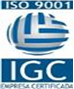 ISO 9001
IGC
EMPRESA CERTIFICADA